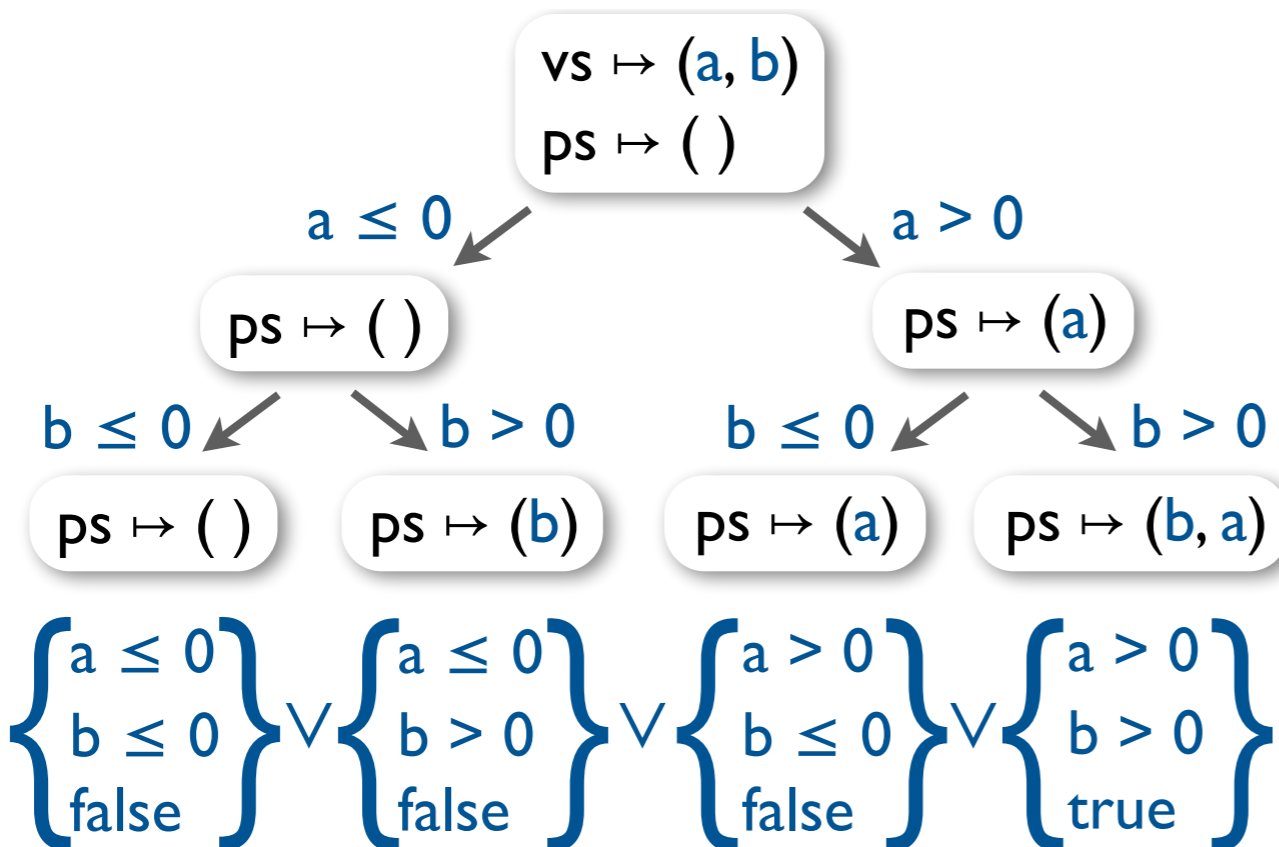 vs ↦ (a, b)
ps ↦ ( )
a ≤ 0 a > 0
ps ↦ ( ) ps ↦ (a)
b ≤ 0 b > 0 b ≤ 0 b > 0
ps ↦ ( ) ps ↦ (b) ps ↦ (a) ps ↦ (b, a)
{ a ≤ 0 } { a ≤ 0 } { a > 0 } { a > 0 }
b ≤ 0 ∨ b > 0 ∨ b ≤ 0 ∨ b > 0
false false false true